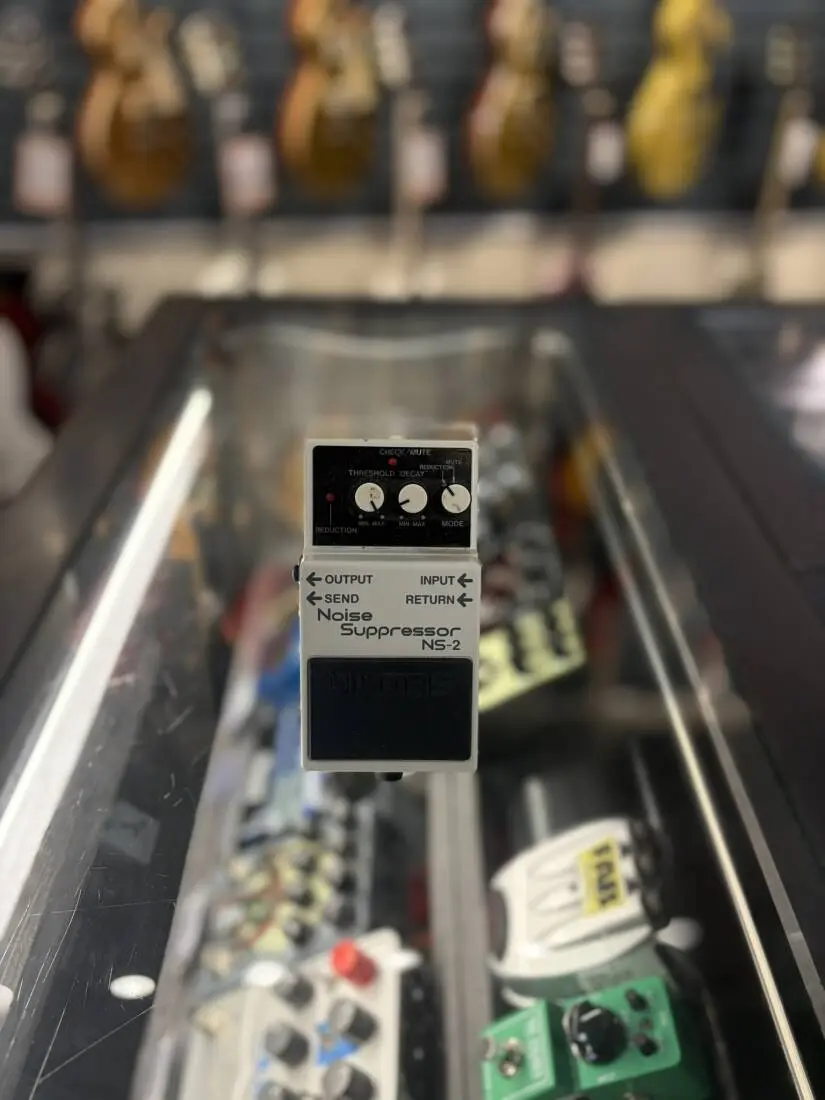 CHECK/MUTE
MUTE
REDUCTION
THRESHOLD DECAY
MIN MAX MIN MAX MODE
REDUCTION
OUTPUT INPUT
SEND RETURN
Noise
Suppressor
NS-2